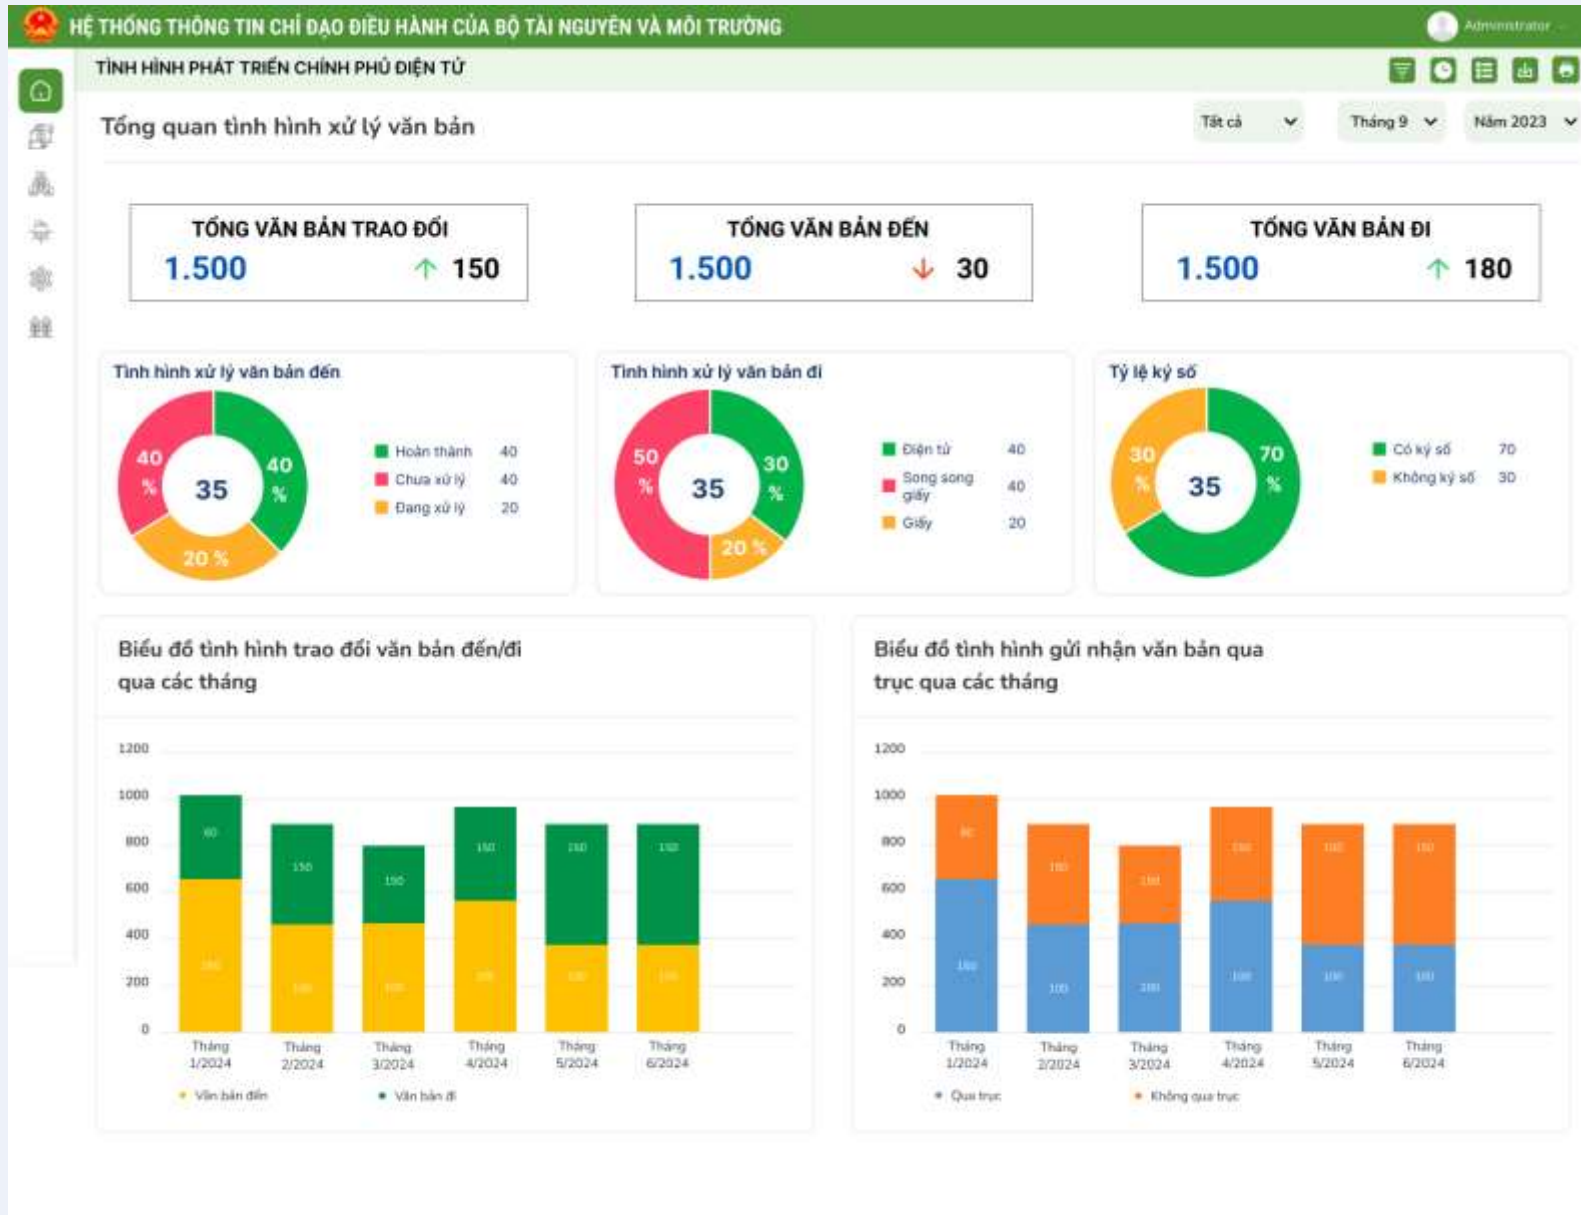 HỆ THỐNG THÔNG TIN CHỈ ĐẠO ĐIỀU HÀNH CỦA BỘ TÀI NGUYÊN VÀ MÔI TRƯỜNG
Administrator
TÌNH HÌNH PHÁT TRIỂN CHÍNH PHỦ ĐIỆN TỬ
Tổng quan tình hình xử lý văn bản
Tất cả
Tháng 9
Năm 2023
TỔNG VĂN BẢN TRAO ĐỔI
1.500 ↑ 150
TỔNG VĂN BẢN ĐẾN
1.500 ↓ 30
TỔNG VĂN BẢN ĐI
1.500 ↑ 180
Tình hình xử lý văn bản đến
40 %
40 %
20 %
35
Hoàn thành 40
Chưa xử lý 40
Đang xử lý 20
Tình hình xử lý văn bản đi
50 %
30 %
20 %
35
Điện tử 40
Song song
giấy 40
Giấy 20
Tỷ lệ ký số
30 %
70 %
35
Có ký số 70
Không ký số 30
Biểu đồ tình hình trao đổi văn bản đến/đi
qua các tháng
1200
1000
800
600
400
200
0
60
150
150
150
150
150
Tháng
1/2024
Tháng
2/2024
Tháng
3/2024
Tháng
4/2024
Tháng
5/2024
Tháng
6/2024
Văn bản đến
Văn bản đi
Biểu đồ tình hình gửi nhận văn bản qua
trục qua các tháng
1200
1000
800
600
400
200
0
Tháng
1/2024
Tháng
2/2024
Tháng
3/2024
Tháng
4/2024
Tháng
5/2024
Tháng
6/2024
Qua trục
Không qua trục